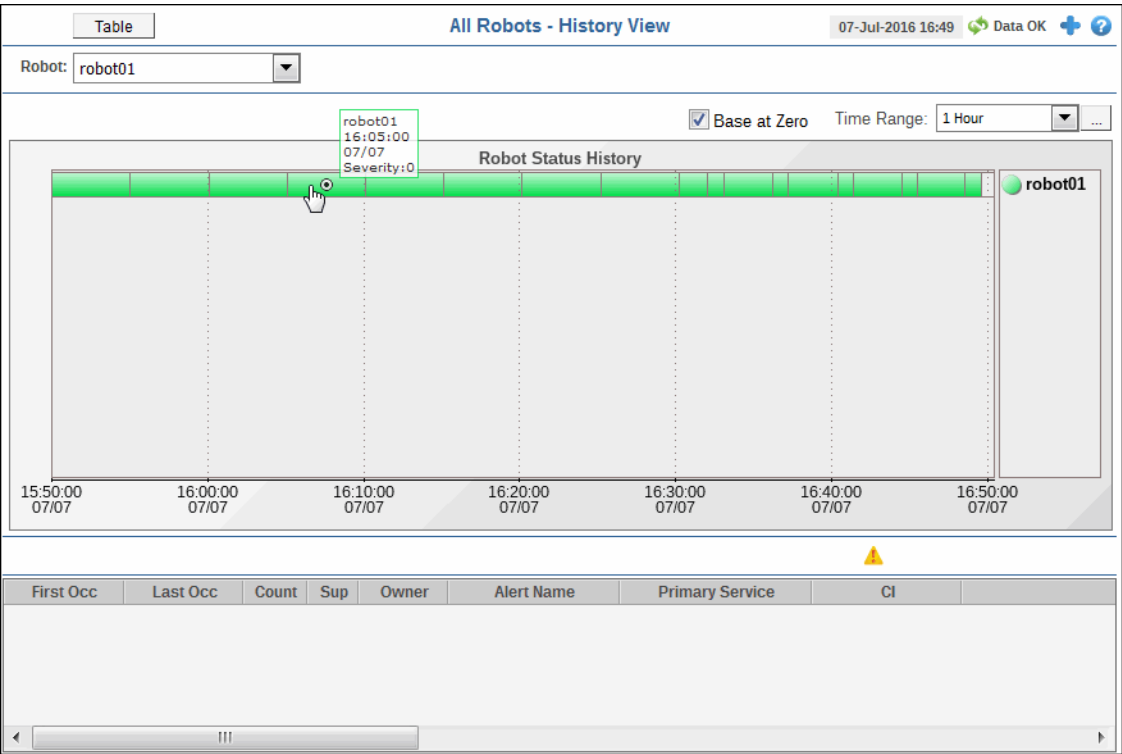 Table
All Robots - History View
07-Jul-2016 16:49
Data OK
Robot:
robot01
Base at Zero
Time Range:
1 Hour
...
robot01
16:05:00
07/07
Severity:0
Robot Status History
robot01
15:50:00 16:00:00 16:10:00 16:20:00 16:30:00 16:40:00 16:50:00
07/07 07/07 07/07 07/07 07/07 07/07 07/07
First Occ Last Occ Count Sup Owner Alert Name Primary Service CI